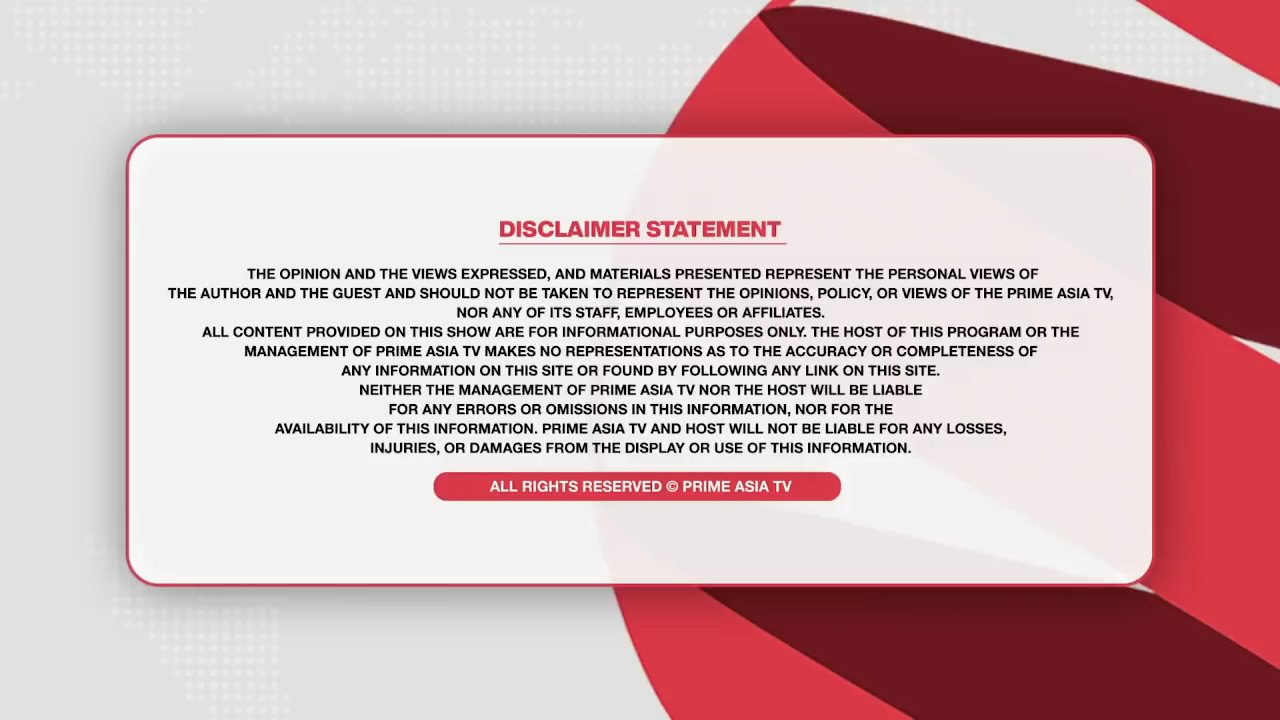 DISCLAIMER STATEMENT
THE OPINION AND THE VIEWS EXPRESSED, AND MATERIALS PRESENTED REPRESENT THE PERSONAL VIEWS OF
THE AUTHOR AND THE GUEST AND SHOULD NOT BE TAKEN TO REPRESENT THE OPINIONS, POLICY, OR VIEWS OF THE PRIME ASIA TV,
NOR ANY OF ITS STAFF, EMPLOYEES OR AFFILIATES.
ALL CONTENT PROVIDED ON THIS SHOW ARE FOR INFORMATIONAL PURPOSES ONLY. THE HOST OF THIS PROGRAM OR THE
MANAGEMENT OF PRIME ASIA TV MAKES NO REPRESENTATIONS AS TO THE ACCURACY OR COMPLETENESS OF
ANY INFORMATION ON THIS SITE OR FOUND BY FOLLOWING ANY LINK ON THIS SITE.
NEITHER THE MANAGEMENT OF PRIME ASIA TV NOR THE HOST WILL BE LIABLE
FOR ANY ERRORS OR OMISSIONS IN THIS INFORMATION, NOR FOR THE
AVAILABILITY OF THIS INFORMATION. PRIME ASIA TV AND HOST WILL NOT BE LIABLE FOR ANY LOSSES,
INJURIES, OR DAMAGES FROM THE DISPLAY OR USE OF THIS INFORMATION.
ALL RIGHTS RESERVED © PRIME ASIA TV